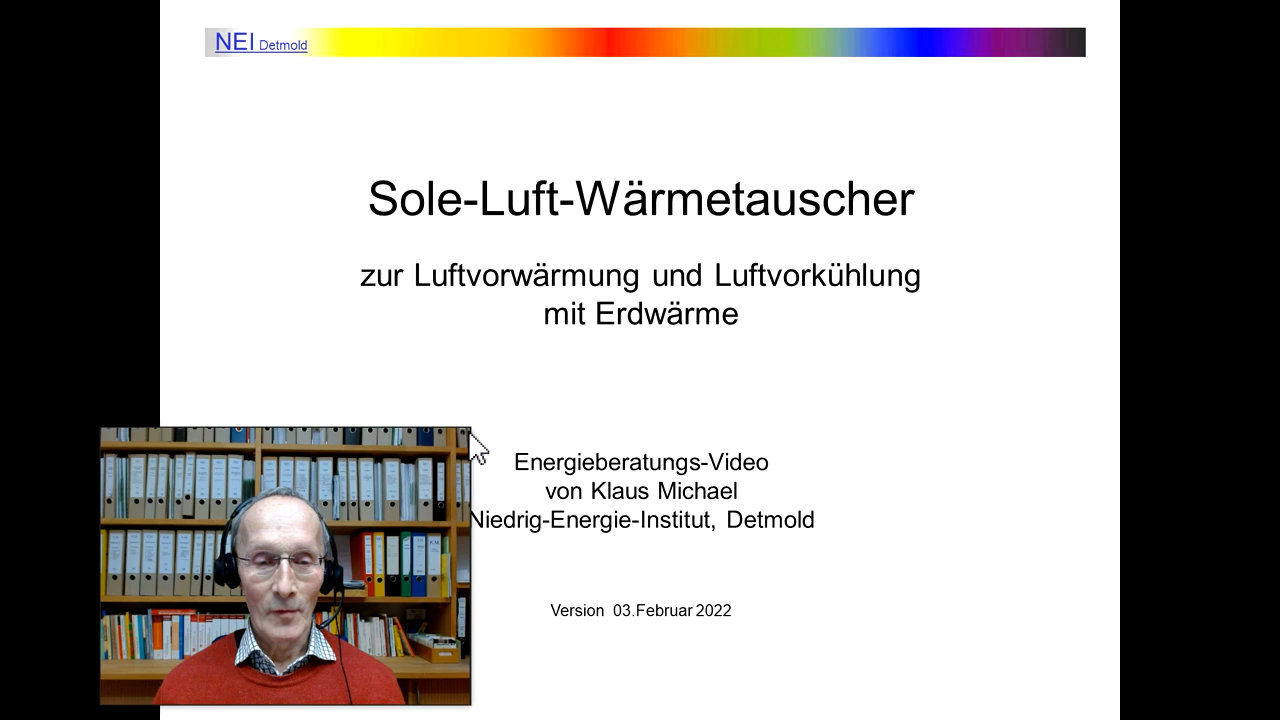 NEI Detmold
Sole-Luft-Wärmetauscher
zur Luftvorwärmung und Luftvorkühlung
mit Erdwärme
Energieberatungs-Video
von Klaus Michael
Niedrig-Energie-Institut, Detmold
Version 03.Februar 2022